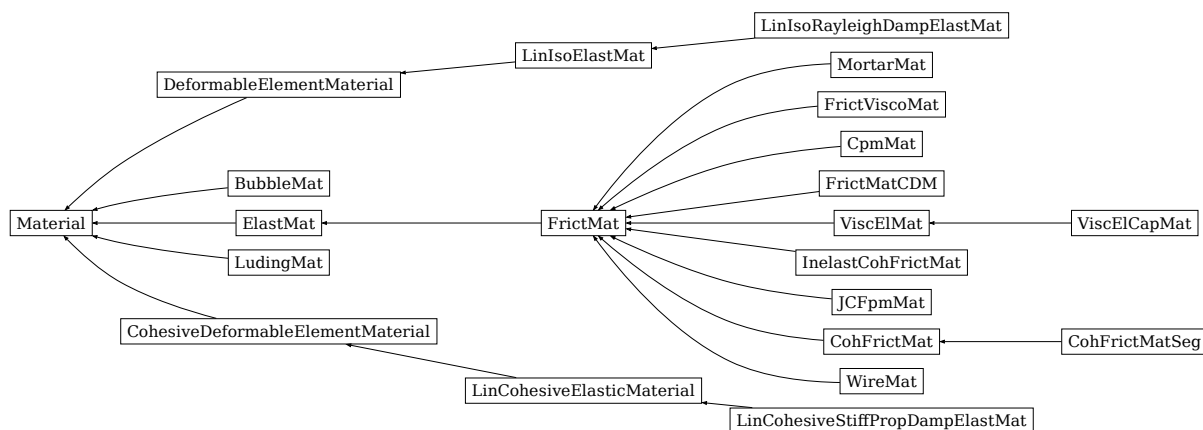 LinIsoRayleighDampElastMat
LinIsoElastMat
MortarMat
DeformableElementMaterial
FrictViscoMat
CpmMat
BubbleMat
FrictMatCDM
Material
ElastMat
FrictMat
ViscElMat
ViscElCapMat
LudingMat
InelastCohFrictMat
JCFpmMat
CohesiveDeformableElementMaterial
CohFrictMat
CohFrictMatSeg
WireMat
LinCohesiveElasticMaterial
LinCohesiveStiffPropDampElastMat